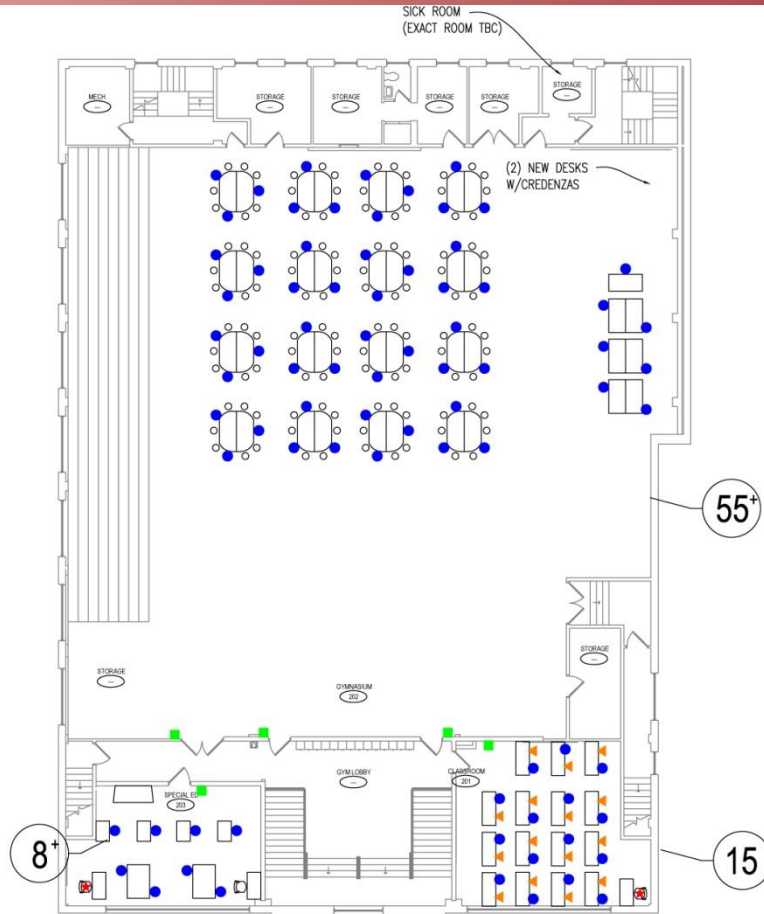 SICK ROOM
(EXACT ROOM TBC)
MECH
STORAGE
STORAGE
STORAGE
STORAGE
STORAGE
(2) NEW DESKS
W/CREDENZAS
55+
STORAGE
STORAGE
GYMNASIUM
202
GYM LOBBY
CLASSROOM
201
SPECIAL ED
203
8+
15